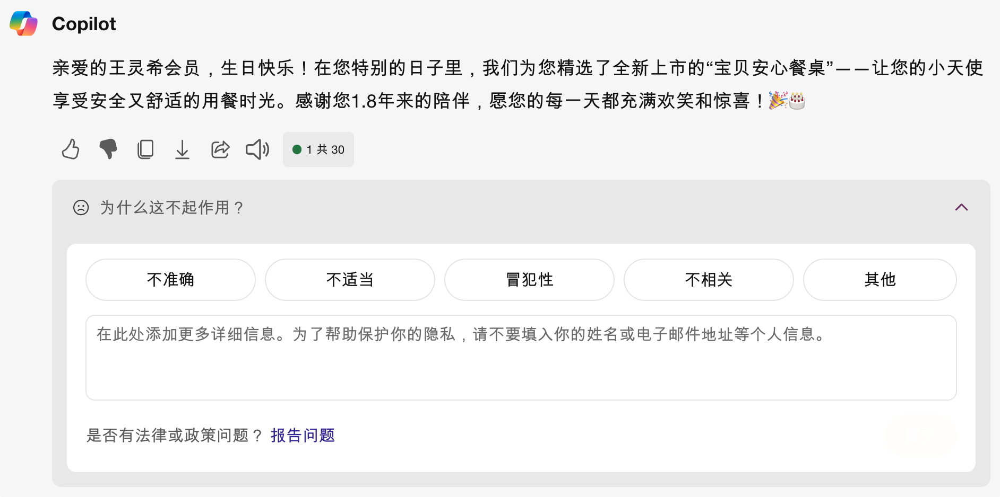 Copilot
亲爱的王灵希会员，生日快乐！在您特别的日子里，我们为您精选了全新上市的“宝贝安心餐桌”——让您的小天使
享受安全又舒适的用餐时光。感谢您1.8年来的陪伴，愿您的每一天都充满欢笑和惊喜！🎉🎂
1 共 30
为什么这不起作用？
不准确 不适当 冒犯性 不相关 其他
在此处添加更多详细信息。为了帮助保护你的隐私，请不要填入你的姓名或电子邮件地址等个人信息。
是否有法律或政策问题？ 报告问题